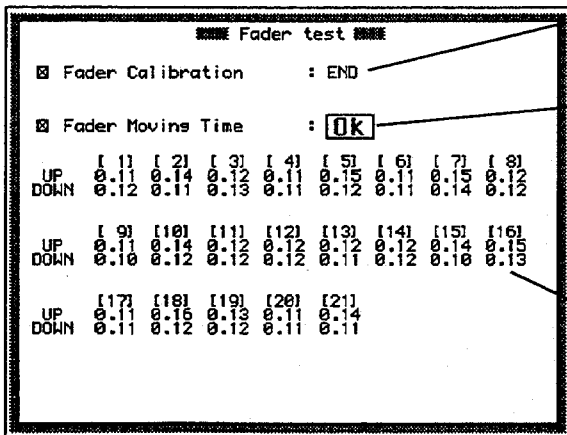 Fader test
Fader Calibration : END
Fader Moving Time : Ok
[ 1] [ 2] [ 3] [ 4] [ 5] [ 6] [ 7] [ 8]
UP 0.11 0.14 0.12 0.11 0.15 0.11 0.15 0.12
DOWN 0.12 0.11 0.13 0.11 0.12 0.11 0.14 0.12
[ 9] [10] [11] [12] [13] [14] [15] [16]
UP 0.11 0.14 0.12 0.12 0.12 0.12 0.14 0.15
DOWN 0.10 0.12 0.12 0.12 0.11 0.12 0.10 0.13
[17] [18] [19] [20] [21]
UP 0.11 0.16 0.13 0.11 0.14
DOWN 0.11 0.12 0.12 0.11 0.11